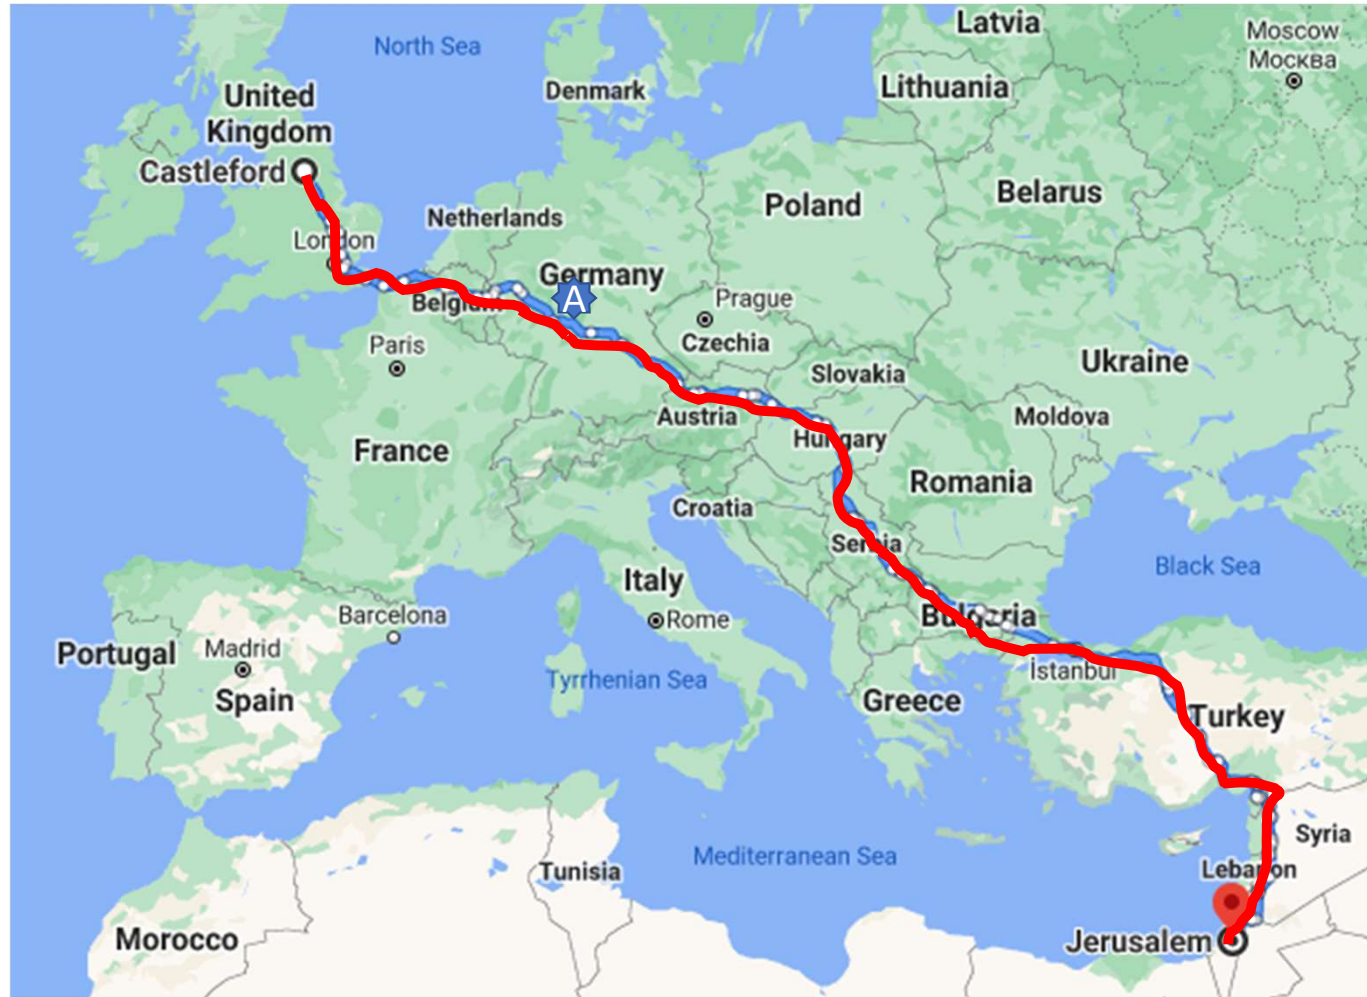 Latvia
Moscow
Москва
North Sea
Denmark
Lithuania
United
Kingdom
Castleford
Belarus
Poland
Netherlands
London
Germany
A
Belgium
Prague
Czechia
Paris
Ukraine
Slovakia
Austria
Moldova
Hungary
France
Romania
Croatia
Serbia
Black Sea
Italy
Barcelona
Rome
Bulgaria
Portugal
Madrid
Spain
Tyrrhenian Sea
İstanbul
Greece
Turkey
Syria
Mediterranean Sea
Tunisia
Lebanon
Morocco
Jerusalem